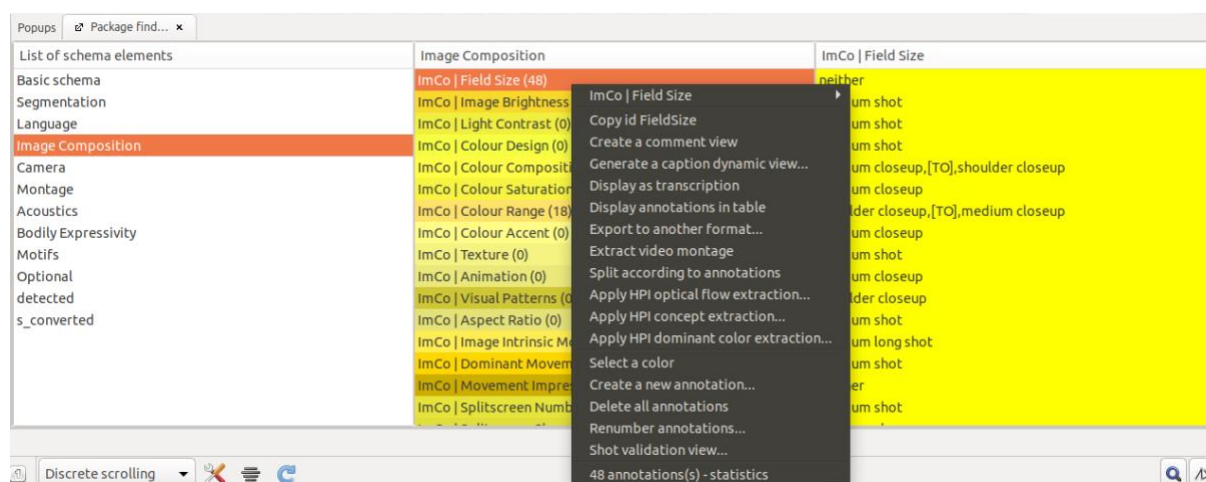 Popups
Package find... ×
List of schema elements
Basic schema
Segmentation
Language
Image Composition
Camera
Montage
Acoustics
Bodily Expressivity
Motifs
Optional
detected
s_converted
Image Composition
ImCo | Field Size (48)
ImCo | Image Brightness
ImCo | Light Contrast (0)
ImCo | Colour Design (0)
ImCo | Colour Compositi
ImCo | Colour Saturation
ImCo | Colour Range (18)
ImCo | Colour Accent (0)
ImCo | Texture (0)
ImCo | Animation (0)
ImCo | Visual Patterns (0
ImCo | Aspect Ratio (0)
ImCo | Image Intrinsic Mo
ImCo | Dominant Movem
ImCo | Movement Impres
ImCo | Splitscreen Numb
ImCo | Field Size
Copy id FieldSize
Create a comment view
Generate a caption dynamic view...
Display as transcription
Display annotations in table
Export to another format...
Extract video montage
Split according to annotations
Apply HPI optical flow extraction...
Apply HPI concept extraction...
Apply HPI dominant color extraction...
Select a color
Create a new annotation...
Delete all annotations
Renumber annotations...
Shot validation view...
48 annotations(s) - statistics
ImCo | Field Size
neither
um shot
um shot
um shot
um closeup,[TO],shoulder closeup
um closeup
lder closeup,[TO],medium closeup
um closeup
um shot
um closeup
lder closeup
um shot
um long shot
um shot
er
um shot
Discrete scrolling